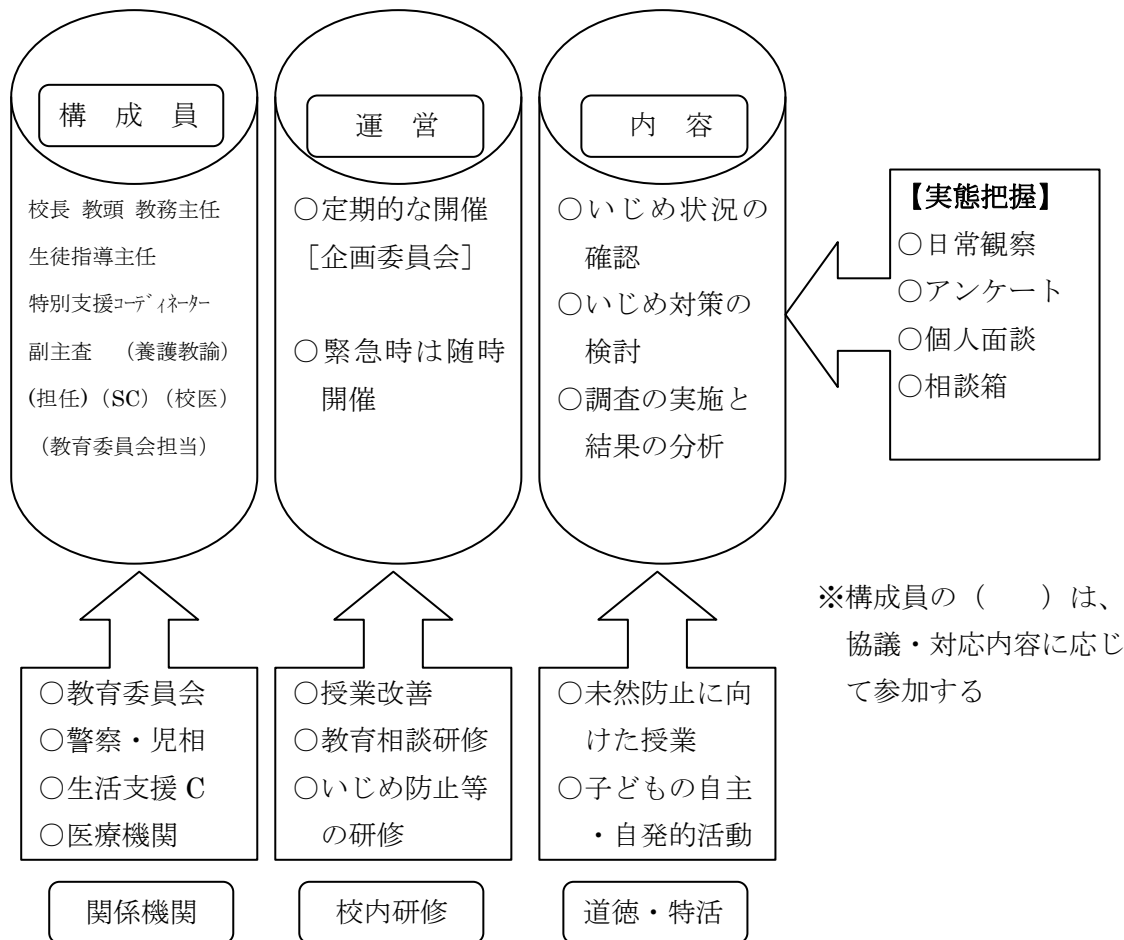 構 成 員
校長 教頭 教務主任
生徒指導主任
特別支援ｺｰﾃﾞｨﾈｰﾀｰ
副主査 （養護教諭）
(担任)（SC）（校医）
（教育委員会担当）
運 営
○定期的な開催
［企画委員会］
○緊急時は随時
開催
内 容
○いじめ状況の
確認
○いじめ対策の
検討
○調査の実施と
結果の分析
【実態把握】
○日常観察
○アンケート
○個人面談
○相談箱
※構成員の（　　）は、
協議・対応内容に応じ
て参加する
○教育委員会
○警察・児相
○生活支援 C
○医療機関
関係機関
○授業改善
○教育相談研修
○いじめ防止等
の研修
校内研修
○未然防止に向
けた授業
○子どもの自主
・自発的活動
道徳・特活